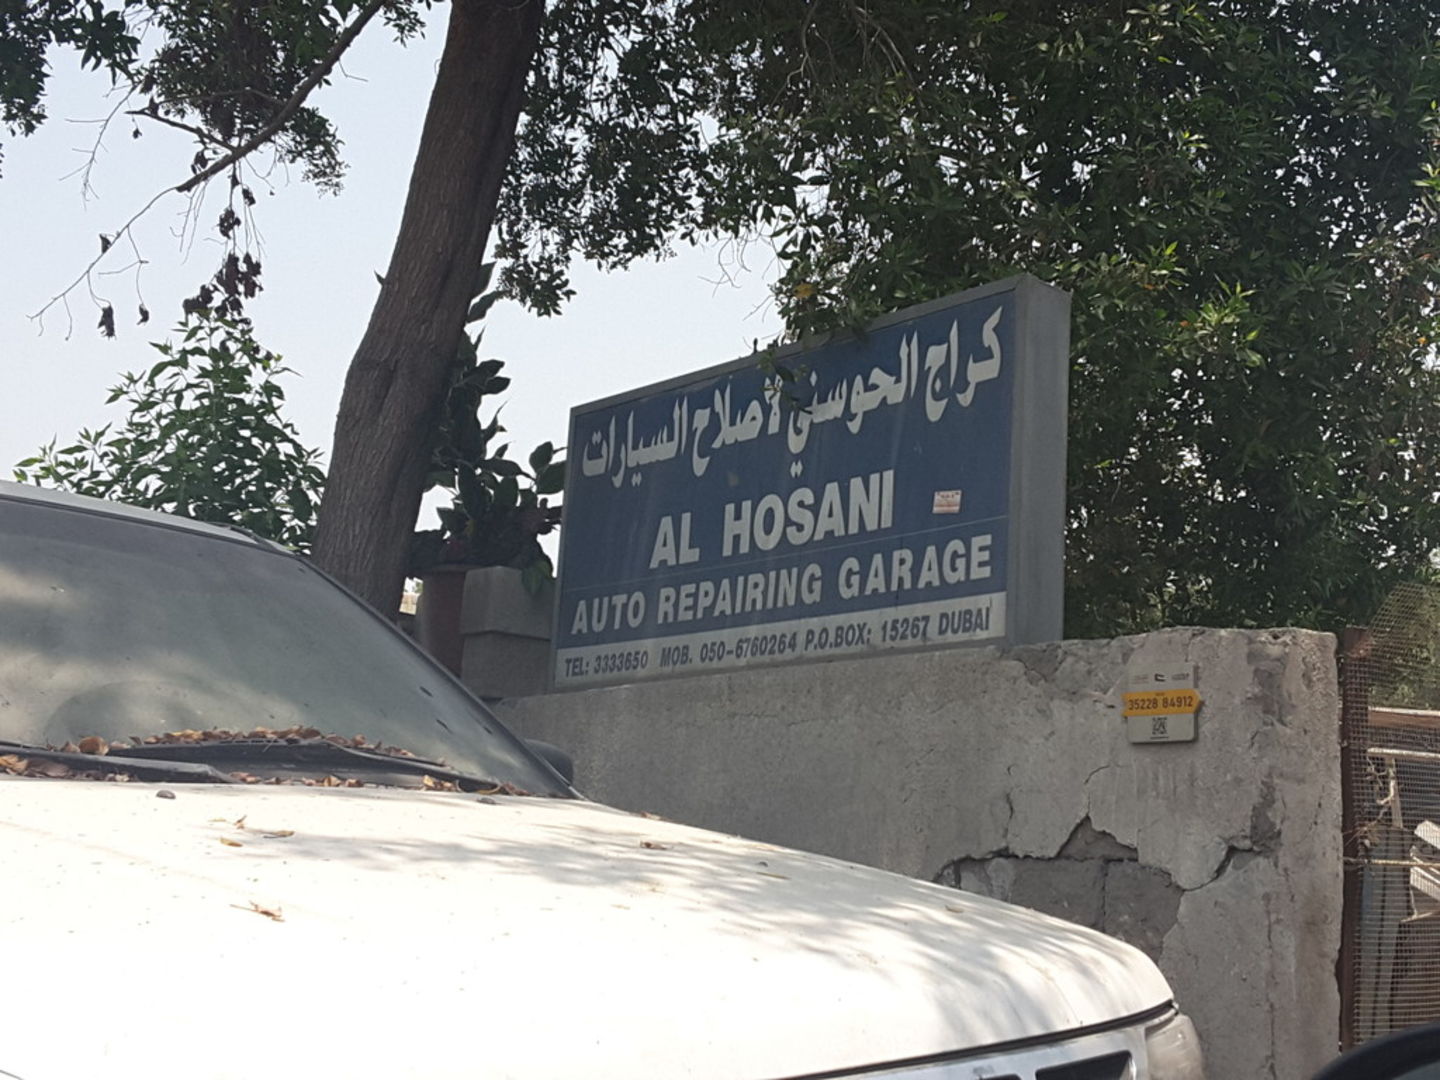 كراج الحوسني لاصلاح السيارات
AL HOSANI
AUTO REPAIRING GARAGE
TEL: 3333650 MOB. 050-6760264 P.O.BOX: 15267 DUBAI
35228 84912